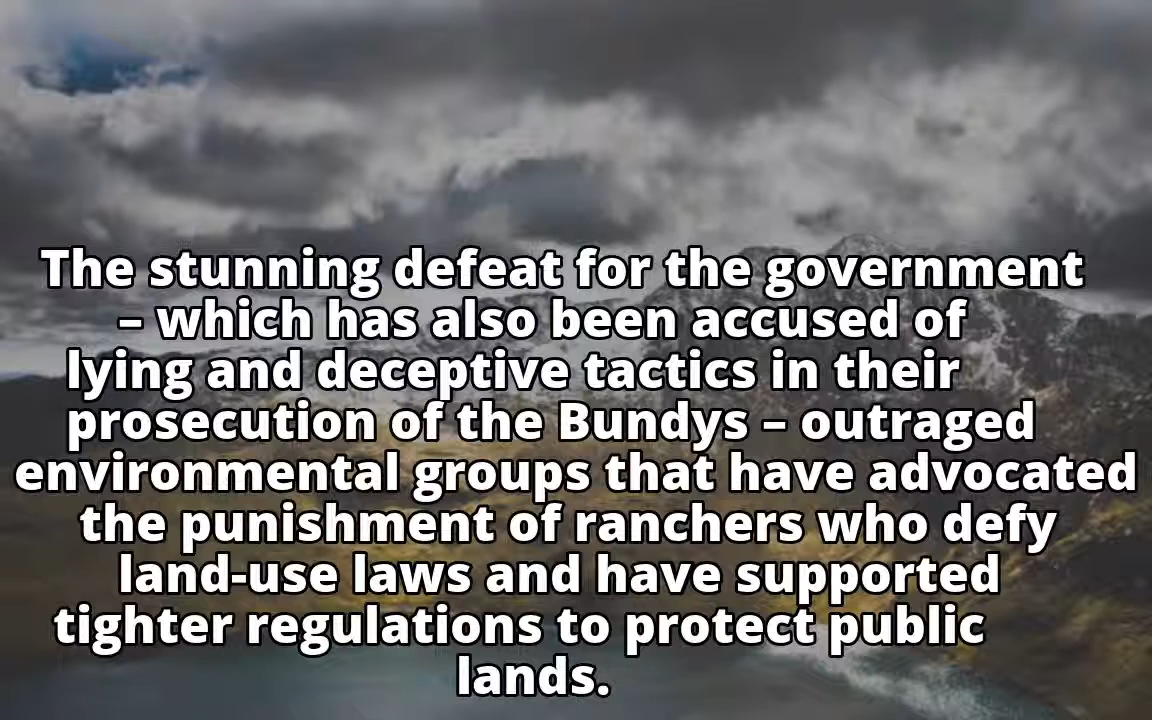 The stunning defeat for the government
– which has also been accused of
lying and deceptive tactics in their
prosecution of the Bundys – outraged
environmental groups that have advocated
the punishment of ranchers who defy
land-use laws and have supported
tighter regulations to protect public
lands.